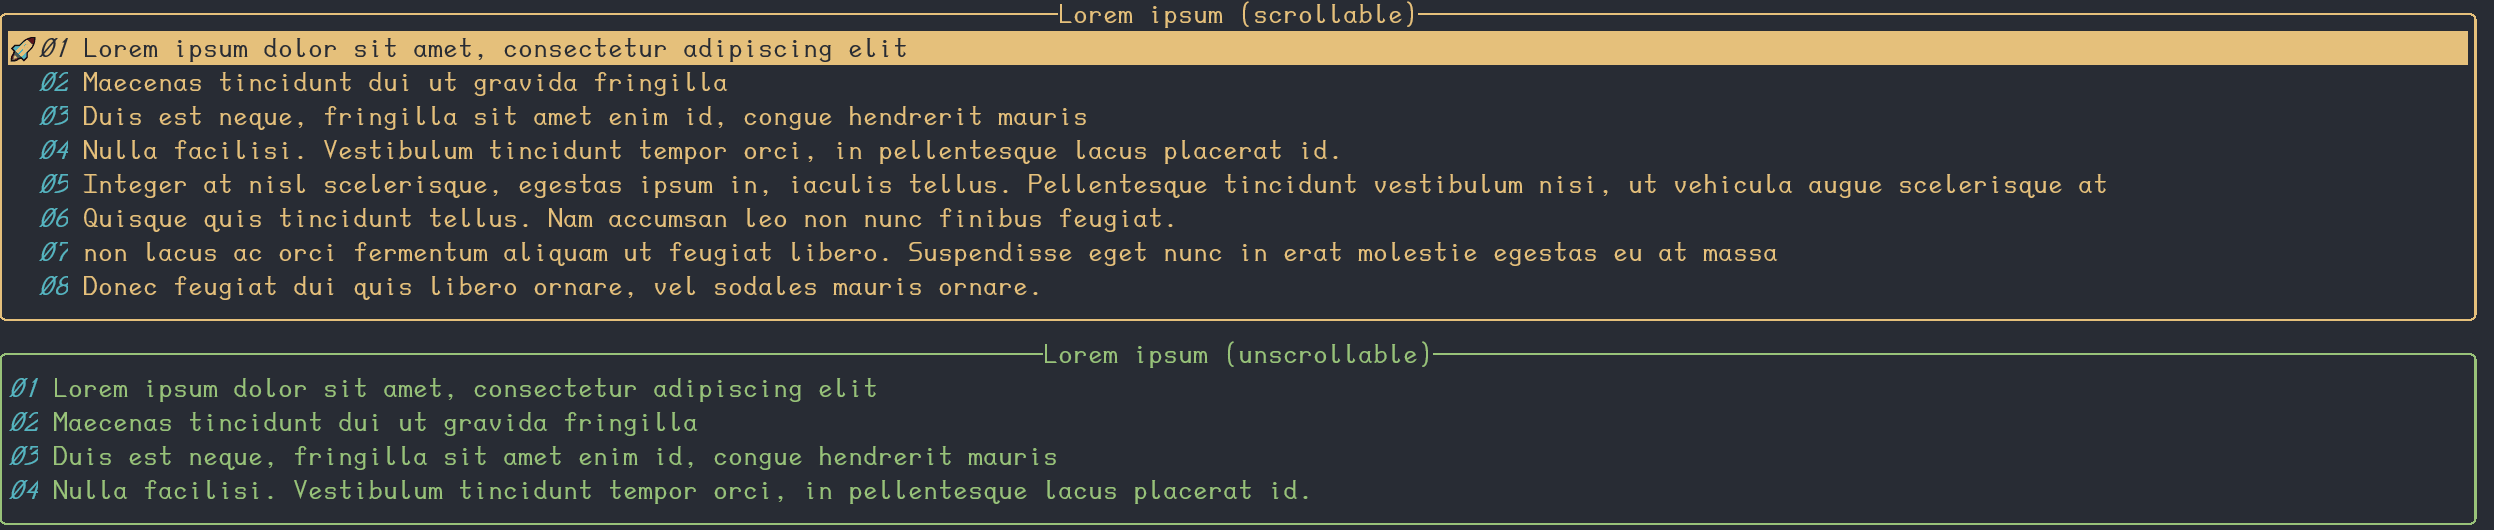 Lorem ipsum (scrollable)
01 Lorem ipsum dolor sit amet, consectetur adipiscing elit
02 Maecenas tincidunt dui ut gravida fringilla
03 Duis est neque, fringilla sit amet enim id, congue hendrerit mauris
04 Nulla facilisi. Vestibulum tincidunt tempor orci, in pellentesque lacus placerat id.
05 Integer at nisl scelerisque, egestas ipsum in, iaculis tellus. Pellentesque tincidunt vestibulum nisi, ut vehicula augue scelerisque at
06 Quisque quis tincidunt tellus. Nam accumsan leo non nunc finibus feugiat.
07 non lacus ac orci fermentum aliquam ut feugiat libero. Suspendisse eget nunc in erat molestie egestas eu at massa
08 Donec feugiat dui quis libero ornare, vel sodales mauris ornare.
Lorem ipsum (unscrollable)
01 Lorem ipsum dolor sit amet, consectetur adipiscing elit
02 Maecenas tincidunt dui ut gravida fringilla
03 Duis est neque, fringilla sit amet enim id, congue hendrerit mauris
04 Nulla facilisi. Vestibulum tincidunt tempor orci, in pellentesque lacus placerat id.